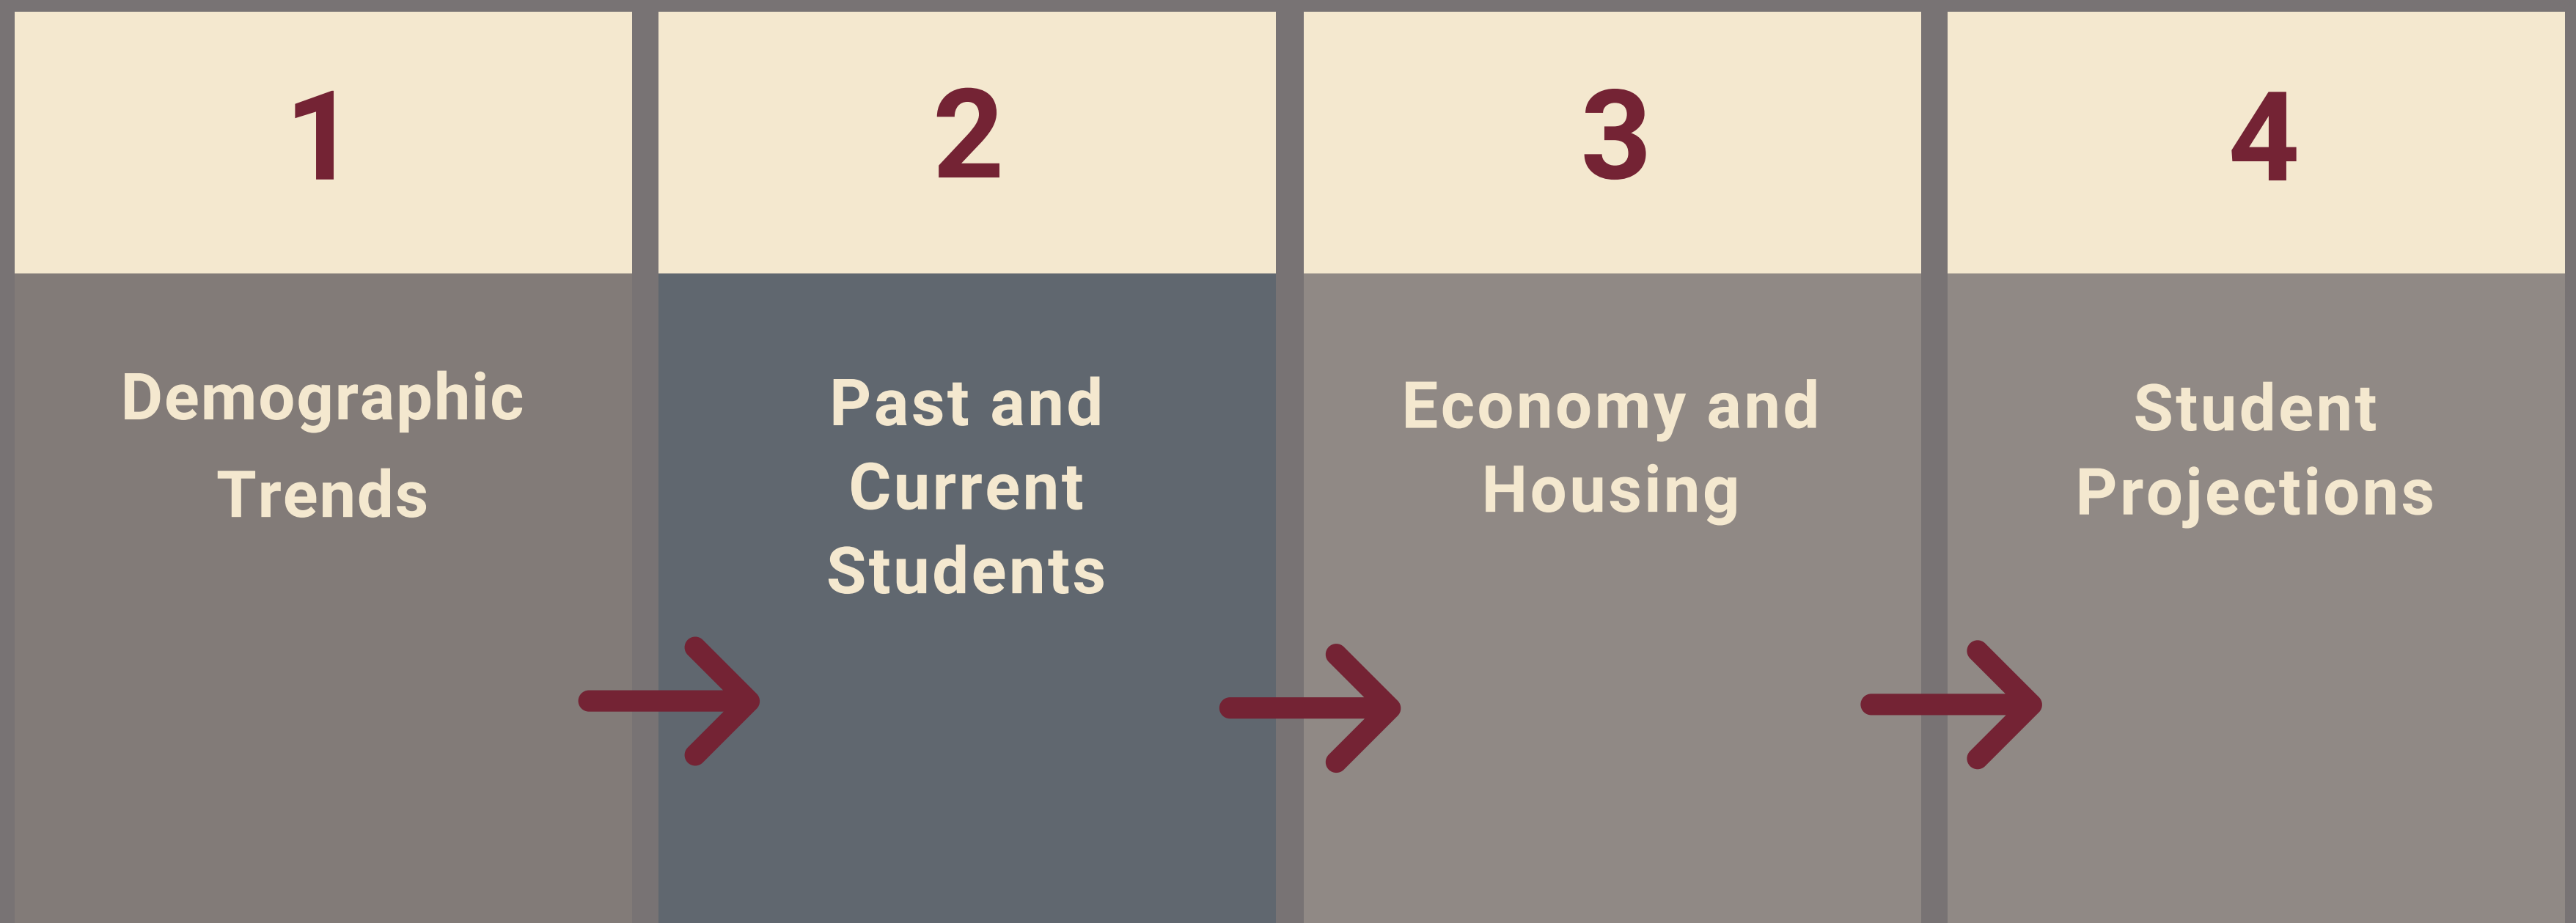 1
Demographic
Trends
2
Past and
Current
Students
3
Economy and
Housing
4
Student
Projections